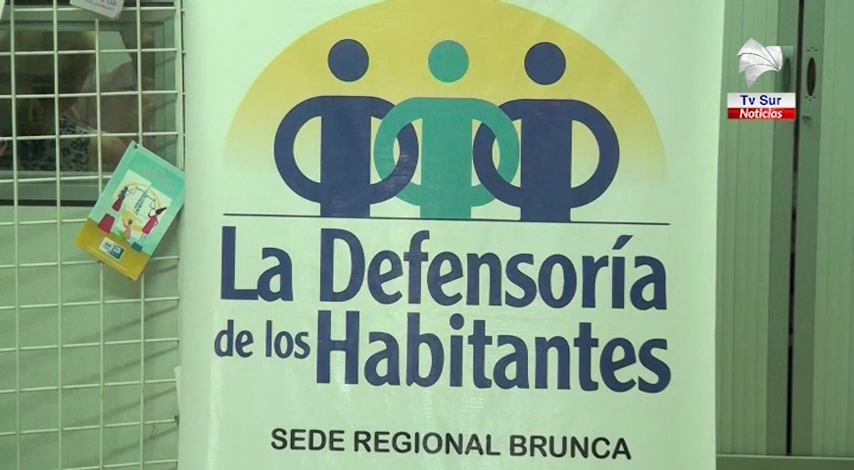 Tv Sur
Noticias
La Defensoría
de los Habitantes
SEDE REGIONAL BRUNCA